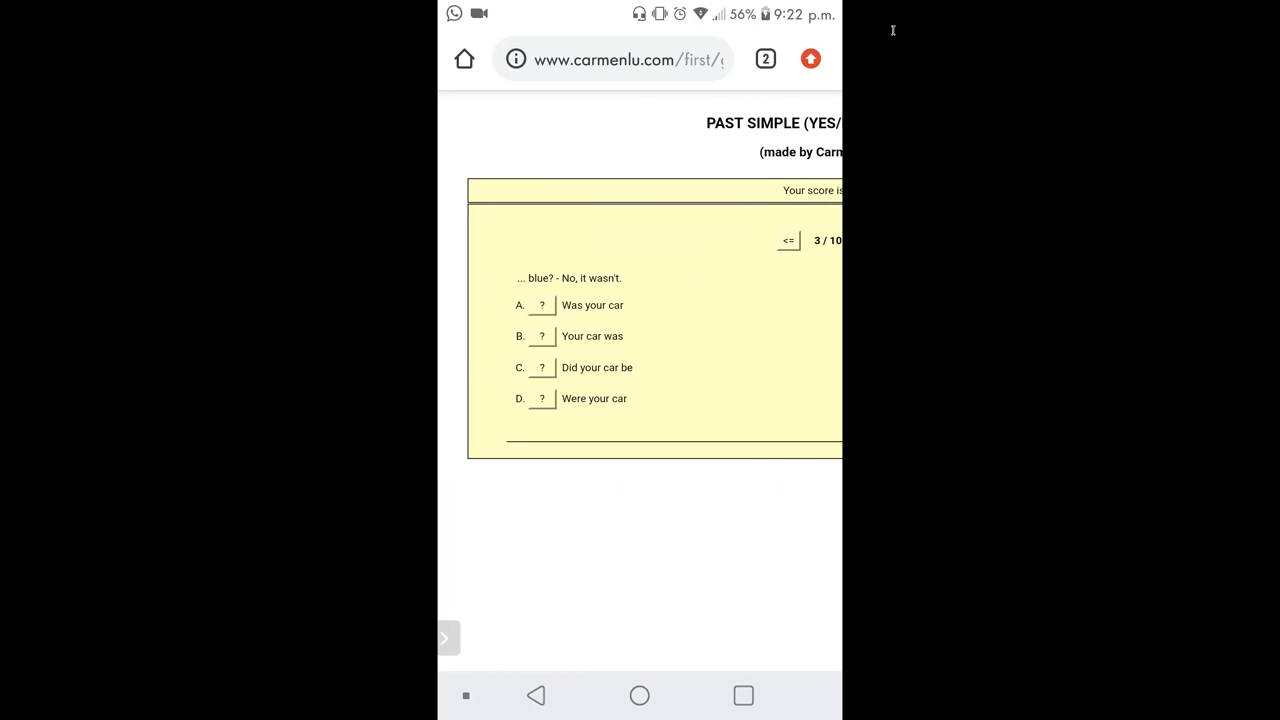 56% 9:22 p.m.
www.carmenlu.com/first/ 2
PAST SIMPLE (YES/
(made by Carm
Your score is
<= 3 / 10
... blue? - No, it wasn't.
A. ? Was your car
B. ? Your car was
C. ? Did your car be
D. ? Were your car